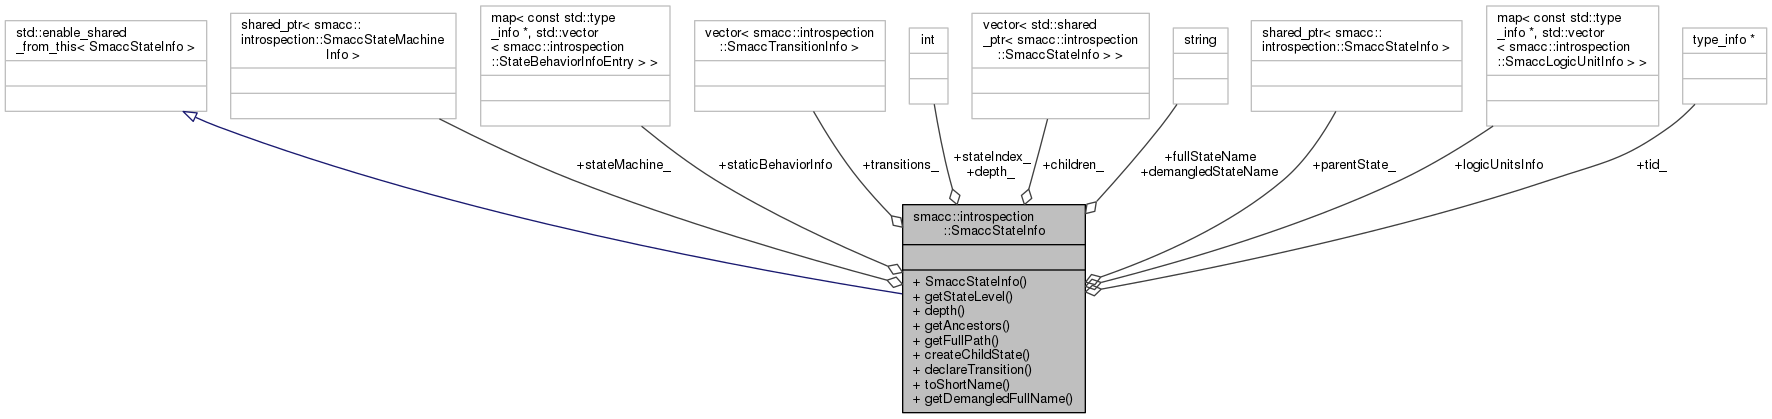 std::enable_shared
_from_this< SmaccStateInfo >
shared_ptr< smacc::
introspection::SmaccStateMachine
Info >
map< const std::type
_info *, std::vector
< smacc::introspection
::StateBehaviorInfoEntry > >
vector< smacc::introspection
::SmaccTransitionInfo >
int
vector< std::shared
_ptr< smacc::introspection
::SmaccStateInfo > >
string
shared_ptr< smacc::
introspection::SmaccStateInfo >
map< const std::type
_info *, std::vector
< smacc::introspection
::SmaccLogicUnitInfo > >
type_info *
+stateMachine_
+staticBehaviorInfo
+transitions_
+stateIndex_
+depth_
+children_
+fullStateName
+demangledStateName
+parentState_
+logicUnitsInfo
+tid_
smacc::introspection
::SmaccStateInfo
+ SmaccStateInfo()
+ getStateLevel()
+ depth()
+ getAncestors()
+ getFullPath()
+ createChildState()
+ declareTransition()
+ toShortName()
+ getDemangledFullName()